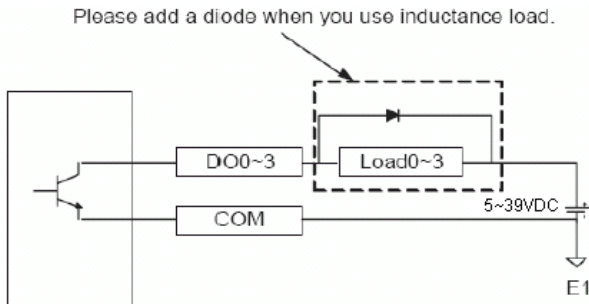 Please add a diode when you use inductance load.
DO0~3
Load0~3
COM
5~39VDC
E1